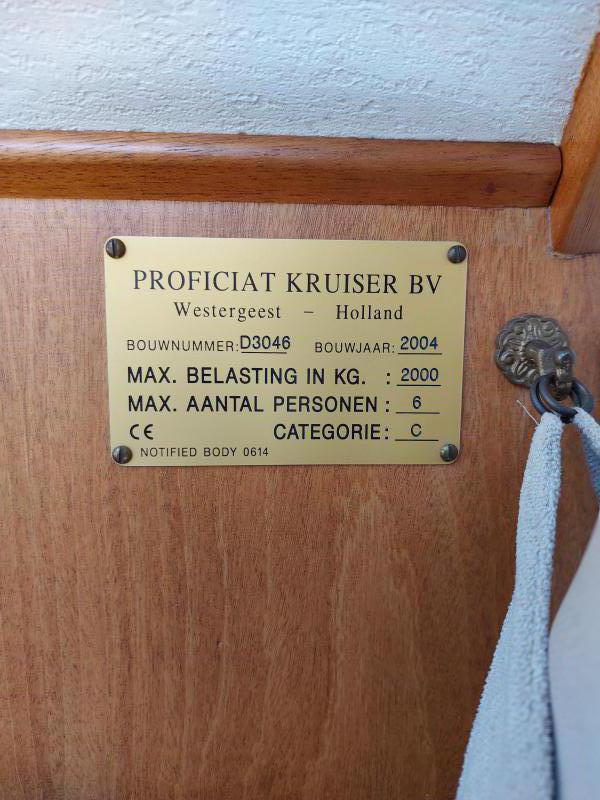 PROFICIAT KRUISER BV
Westergeest – Holland
BOUWNUMMER: D3046 BOUWJAAR: 2004
MAX. BELASTING IN KG. : 2000
MAX. AANTAL PERSONEN : 6
CE CATEGORIE: C
NOTIFIED BODY 0614